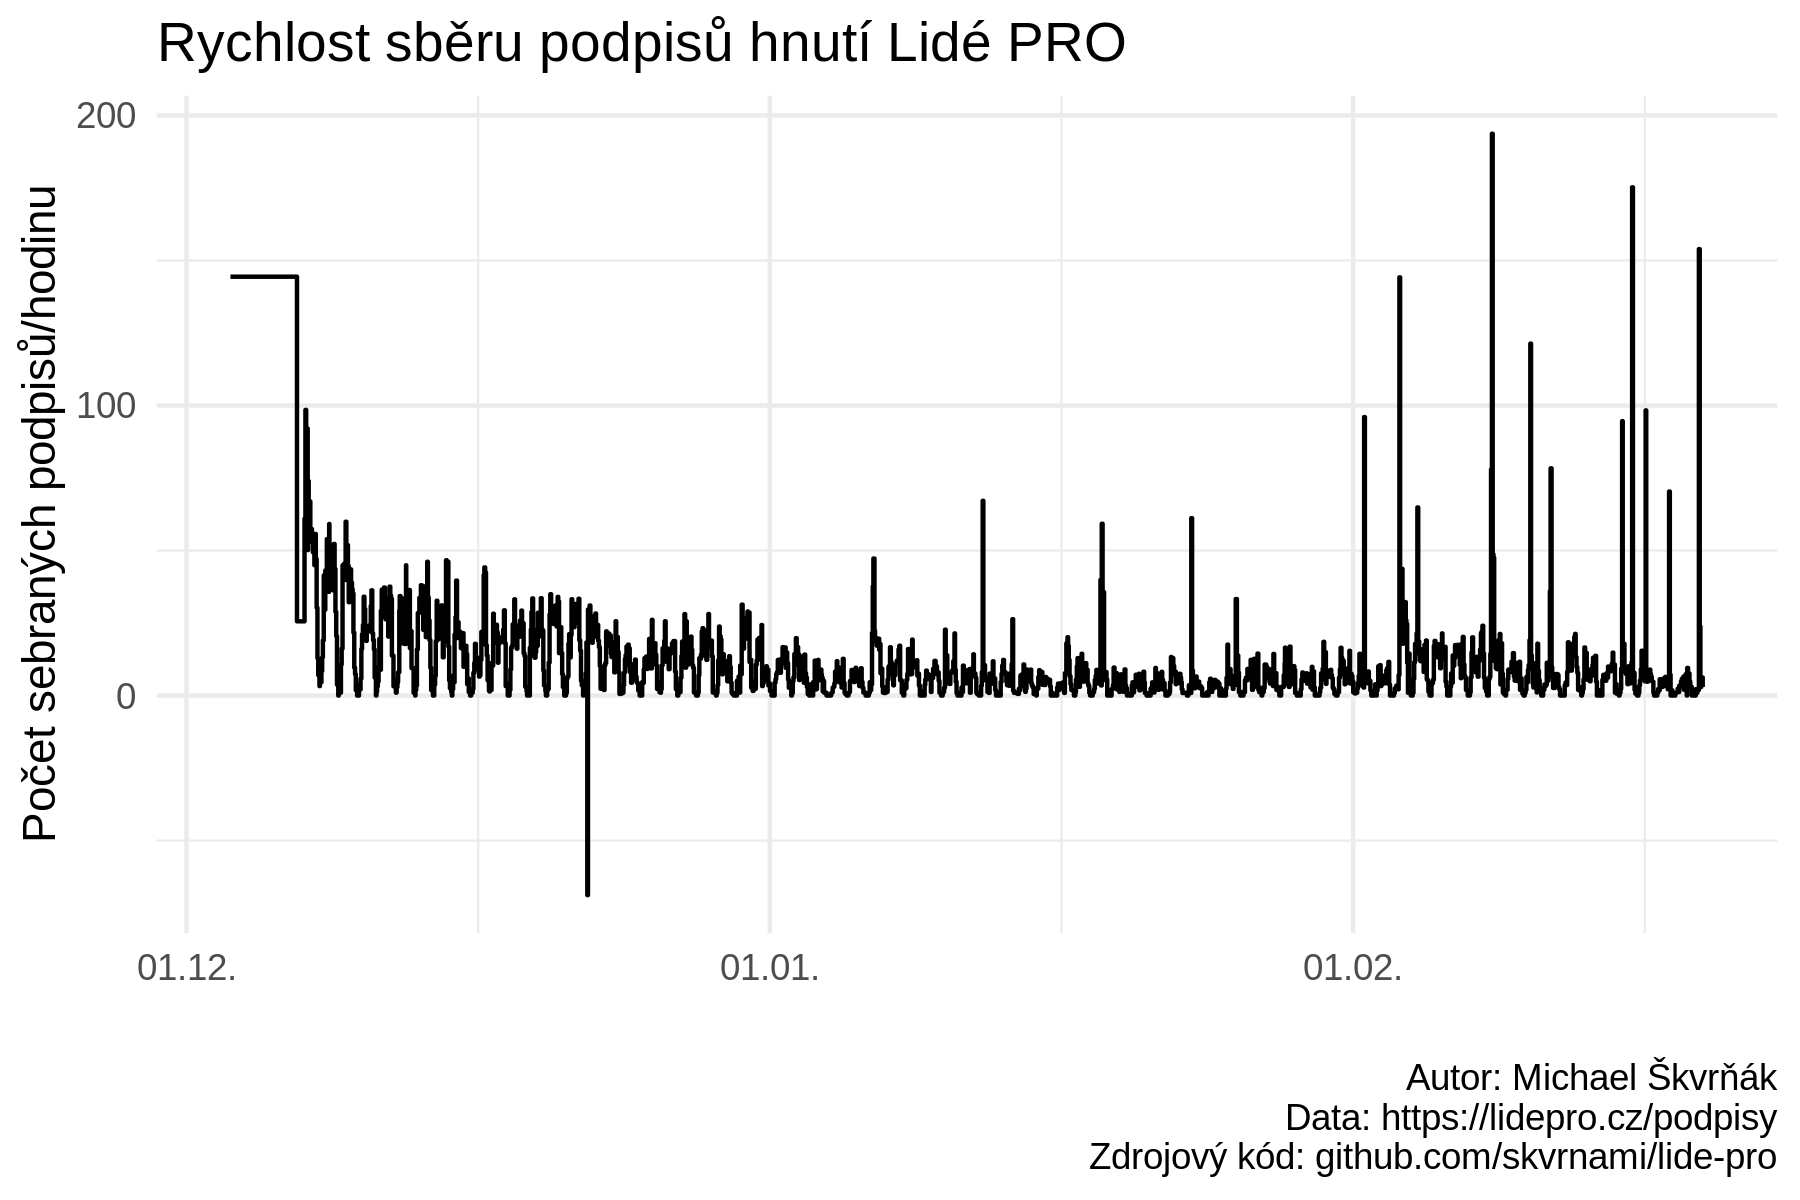 Rychlost sběru podpisů hnutí Lidé PRO
Počet sebraných podpisů/hodinu
200
100
0
01.12.
01.01.
01.02.
Autor: Michael Škvrňák
Data: https://lidepro.cz/podpisy
Zdrojový kód: github.com/skvrnami/lide-pro